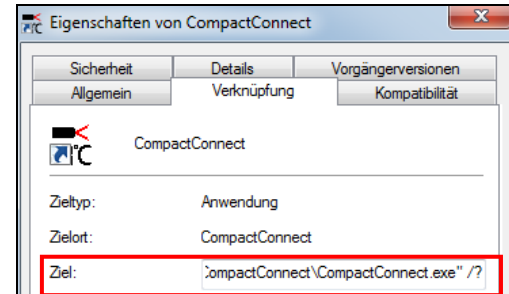 Eigenschaften von CompactConnect
Sicherheit Details Vorgängerversionen
Allgemein Verknüpfung Kompatibilität
°C CompactConnect
Zieltyp: Anwendung
Zielort: CompactConnect
Ziel: CompactConnect\CompactConnect.exe" /?